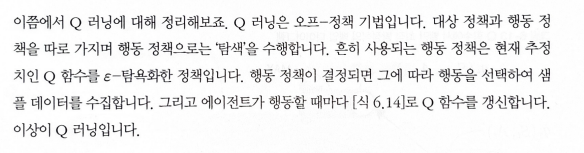 이쯤에서 Q 러닝에 대해 정리해보죠. Q 러닝은 오프-정책 기법입니다. 대상 정책과 행동 정
책을 따로 가지며 행동 정책으로는 '탐색'을 수행합니다. 흔히 사용되는 행동 정책은 현재 추정
치인 Q 함수를 ε-탐욕화한 정책입니다. 행동 정책이 결정되면 그에 따라 행동을 선택하여 샘
플 데이터를 수집합니다. 그리고 에이전트가 행동할 때마다 [식 6.14]로 Q 함수를 갱신합니다.
이상이 Q 러닝입니다.